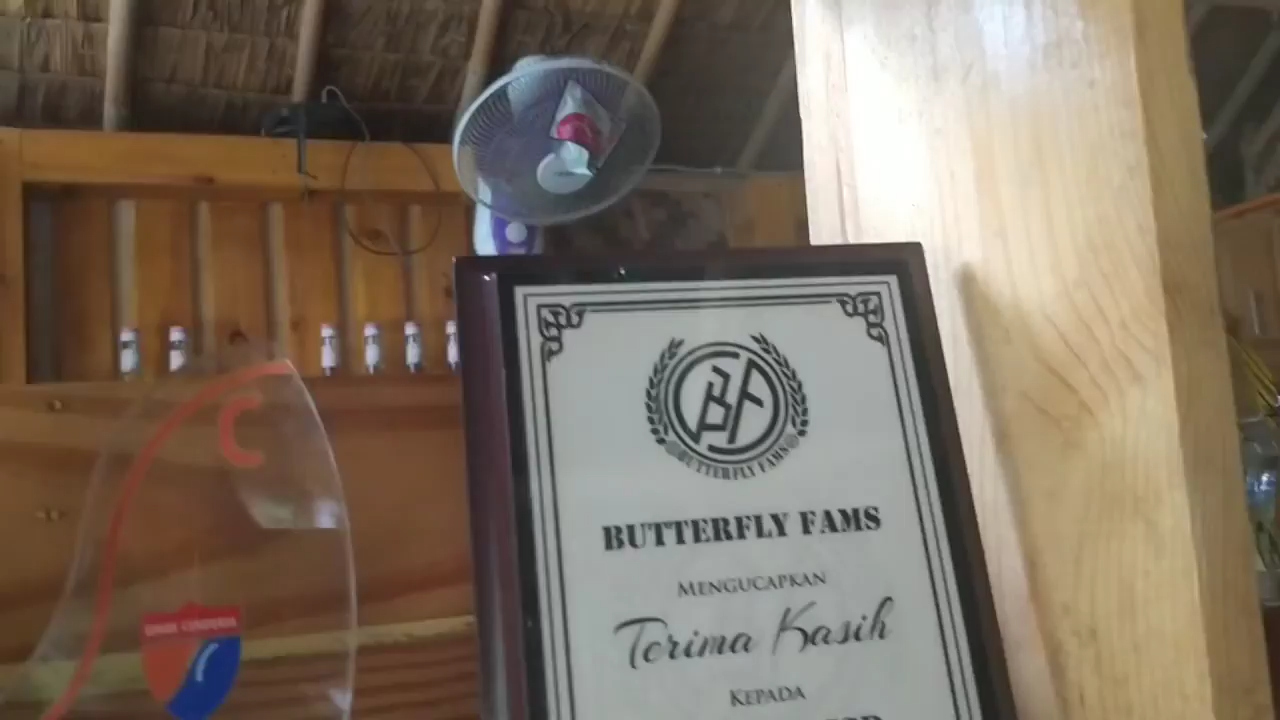 BF
BUTTERFLY FAMS
BUTTERFLY FAMS
MENGUCAPKAN
Terima Kasih
KEPADA
C